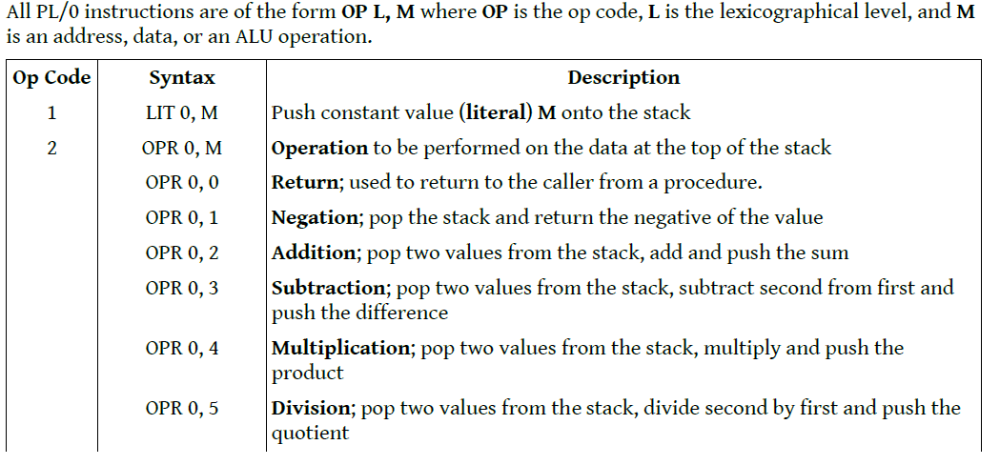 All PL/0 instructions are of the form OP L, M where OP is the op code, L is the lexicographical level, and M
is an address, data, or an ALU operation.
Op Code Syntax Description
1 LIT 0, M Push constant value (literal) M onto the stack
2 OPR 0, M Operation to be performed on the data at the top of the stack
OPR 0, 0 Return; used to return to the caller from a procedure.
OPR 0, 1 Negation; pop the stack and return the negative of the value
OPR 0, 2 Addition; pop two values from the stack, add and push the sum
OPR 0, 3 Subtraction; pop two values from the stack, subtract second from first and
push the difference
OPR 0, 4 Multiplication; pop two values from the stack, multiply and push the
product
OPR 0, 5 Division; pop two values from the stack, divide second by first and push the
quotient